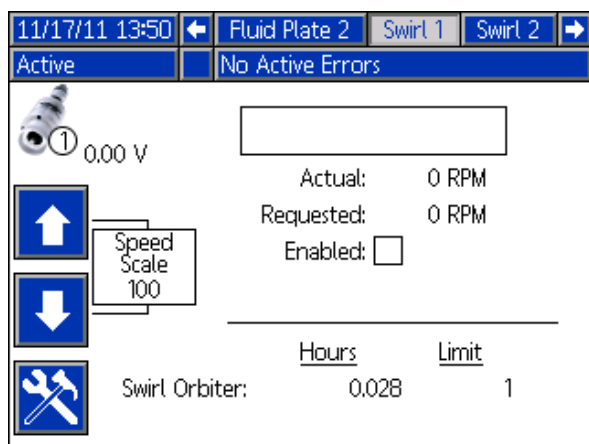 11/17/11 13:50 Fluid Plate 2 Swirl 1 Swirl 2
Active No Active Errors
1 0.00 V
Actual: 0 RPM
Requested: 0 RPM
Enabled:
Speed
Scale
100
Hours Limit
Swirl Orbiter: 0.028 1